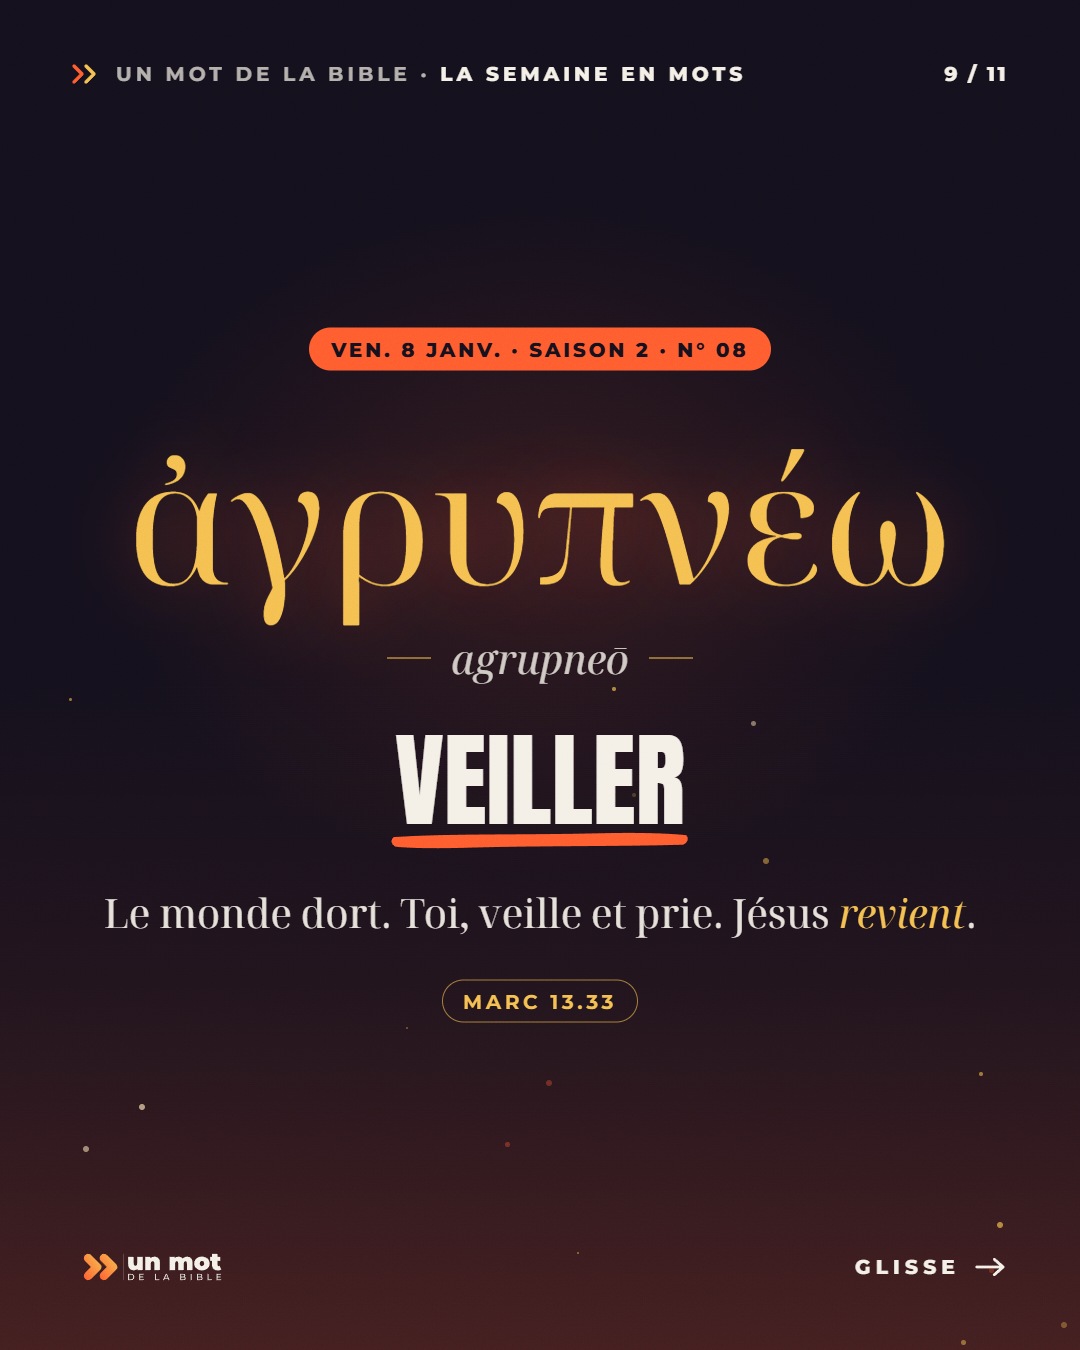 UN MOT DE LA BIBLE · LA SEMAINE EN MOTS
9 / 11
VEN. 8 JANV. · SAISON 2 · N° 08
ἀγρυπνέω
agrupneō
VEILLER
Le monde dort. Toi, veille et prie. Jésus revient.
MARC 13.33
un mot
DE LA BIBLE
GLISSE →